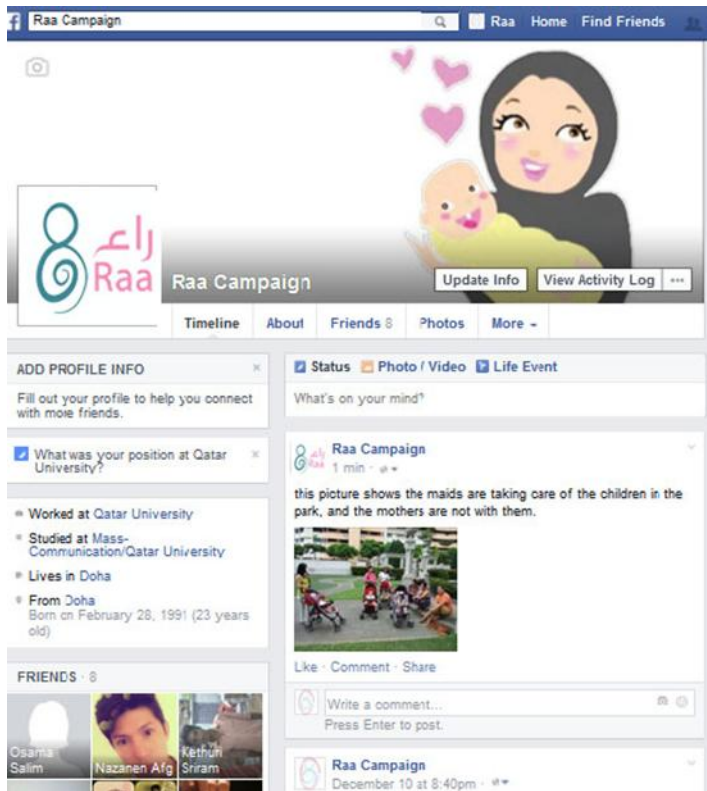 Raa Campaign
Raa Home Find Friends
راعـ
Raa
Raa Campaign
Update Info View Activity Log ...
Timeline About Friends 8 Photos More
ADD PROFILE INFO
Fill out your profile to help you connect
with more friends.
What was your position at Qatar
University?
Worked at Qatar University
Studied at Mass-
Communication/Qatar University
Lives in Doha
From Doha
Born on February 28, 1991 (23 years
old)
FRIENDS · 8
Osama
Salim
Nazanen Afg
Kethuri
Sriram
Status Photo / Video Life Event
What's on your mind?
Raa Campaign
1 min ·
this picture shows the maids are taking care of the children in the
park, and the mothers are not with them.
Like · Comment · Share
Write a comment...
Press Enter to post.
Raa Campaign
December 10 at 8:40pm ·